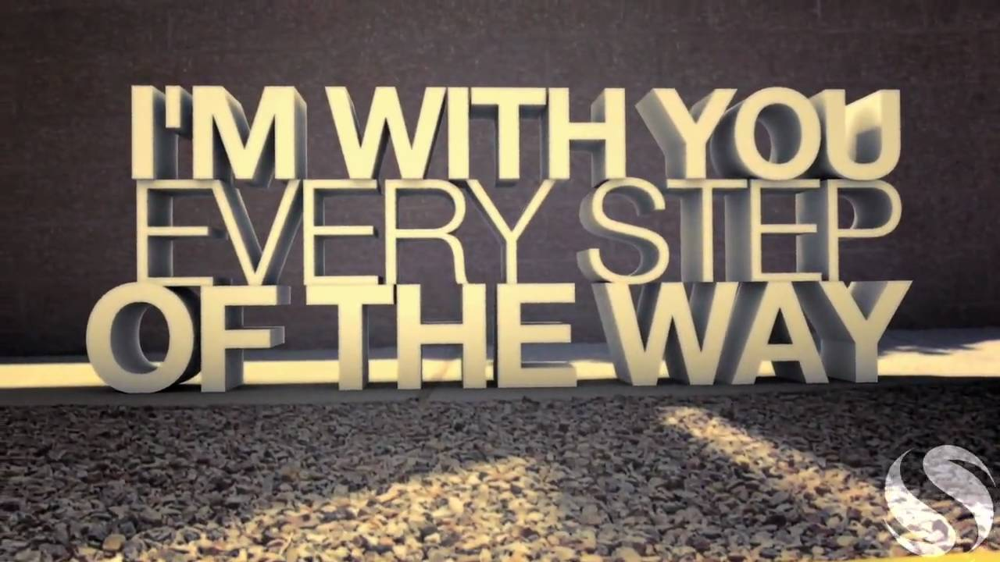 I'M WITH YOU
EVERY STEP
OF THE WAY